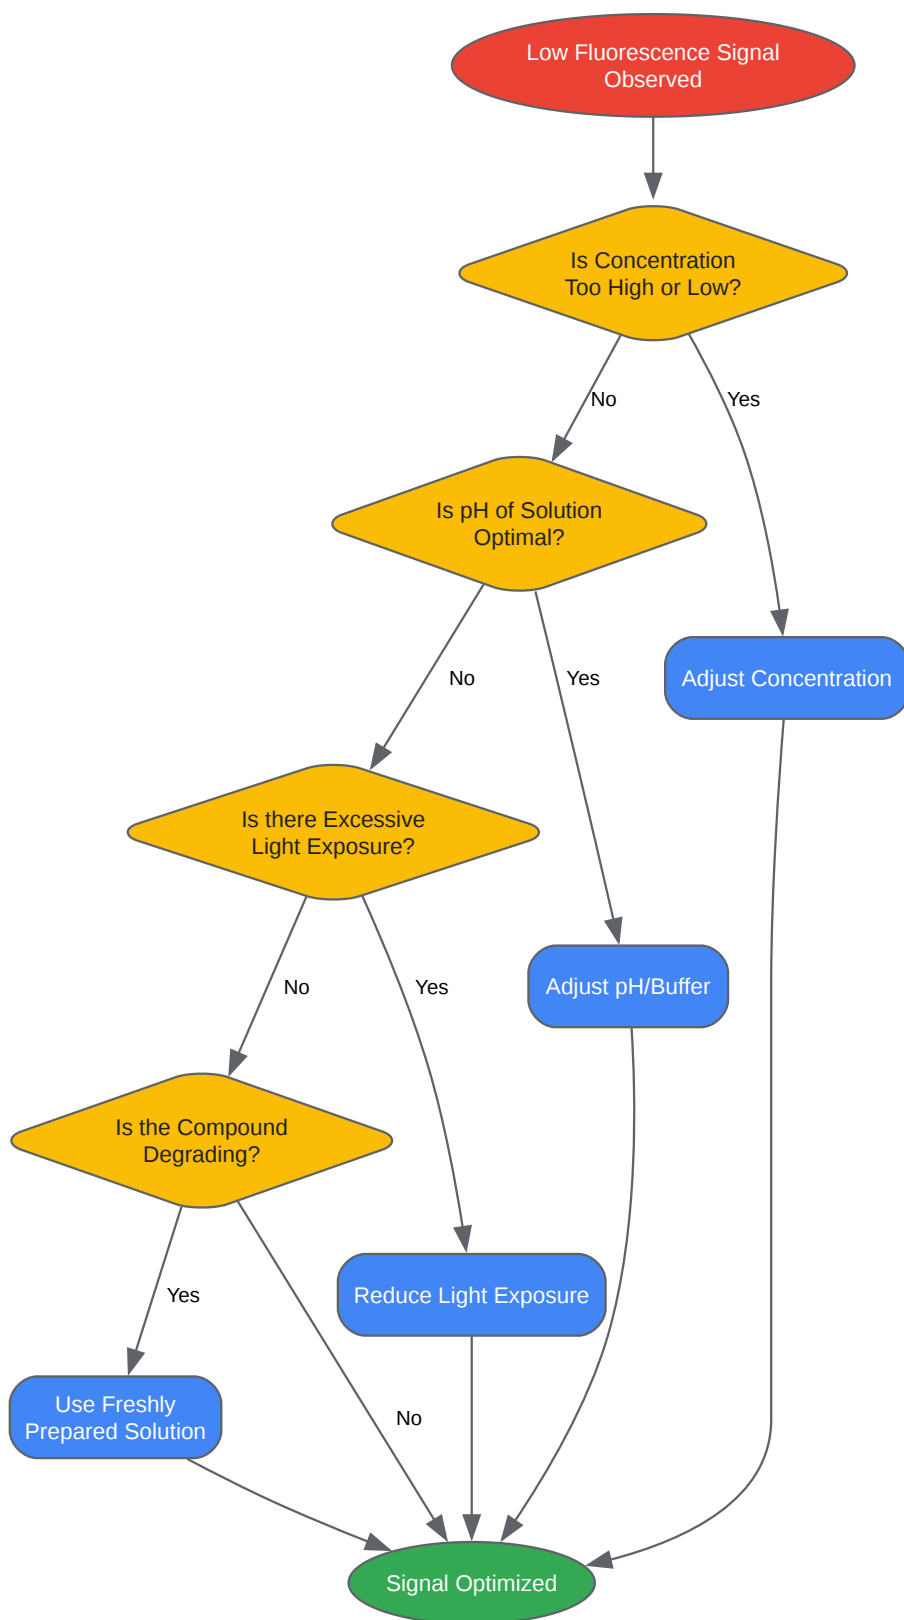 Low Fluorescence Signal
Observed
Is Concentration
Too High or Low?
No
Yes
Is pH of Solution
Optimal?
No
Yes
Adjust Concentration
Is there Excessive
Light Exposure?
No
Yes
Adjust pH/Buffer
Is the Compound
Degrading?
Yes
Reduce Light Exposure
Use Freshly
Prepared Solution
No
Signal Optimized